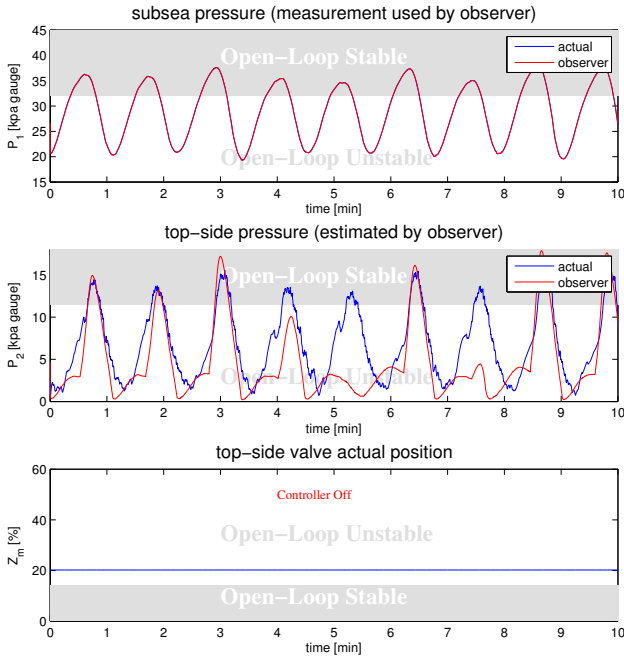 subsea pressure (measurement used by observer)
45
40
35
30
25
20
15
P1 [kpa gauge]
Open−Loop Stable
Open−Loop Unstable
actual
observer
0 1 2 3 4 5 6 7 8 9 10
time [min]
top−side pressure (estimated by observer)
15
10
5
0
P2 [kpa gauge]
Open−Loop Stable
Open−Loop Unstable
actual
observer
0 1 2 3 4 5 6 7 8 9 10
time [min]
top−side valve actual position
60
40
20
0
Zm [%]
Controller Off
Open−Loop Unstable
Open−Loop Stable
0 1 2 3 4 5 6 7 8 9 10
time [min]